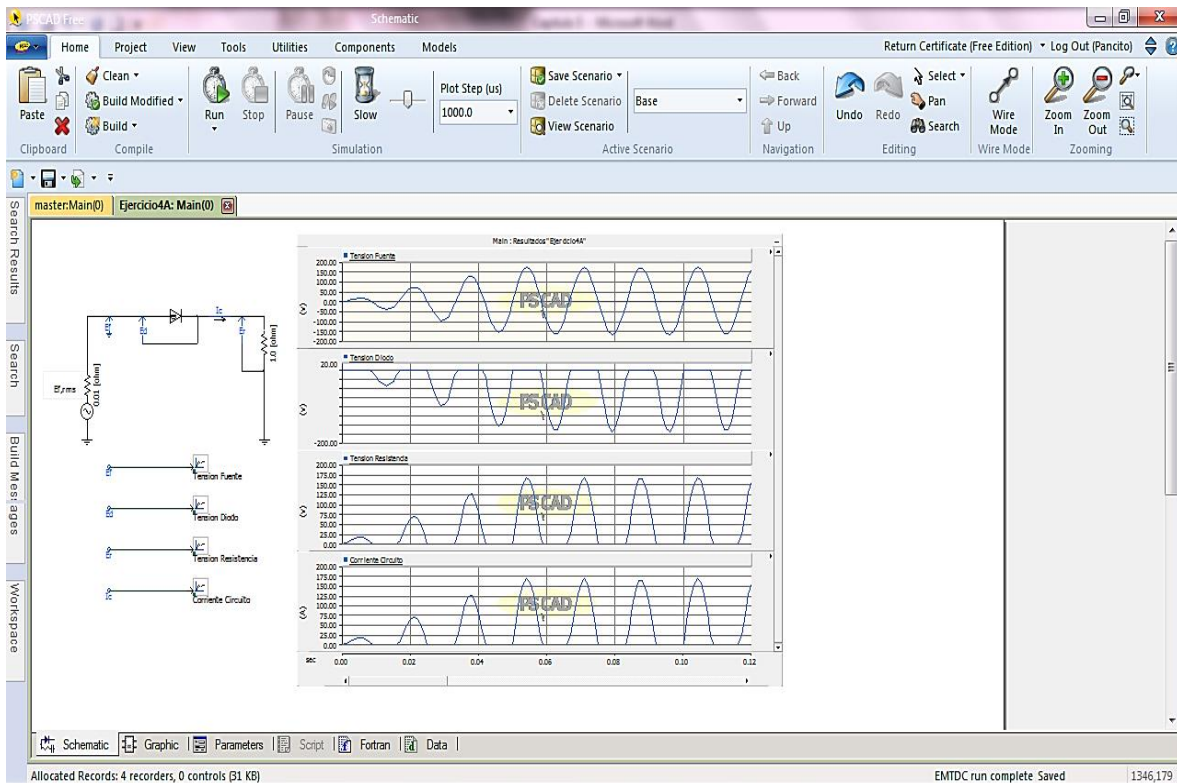 PSCAD Free
Schematic
Home Project View Tools Utilities Components Models
Return Certificate (Free Edition) Log Out (Pancito)
Paste
Clean
Build Modified
Build
Run Stop Pause Slow
Plot Step (us)
1000.0
Save Scenario
Delete Scenario
View Scenario
Base
Back
Forward
Up
Undo Redo
Select
Pan
Search
Wire Mode
Zoom In
Zoom Out
Clipboard Compile Simulation Active Scenario Navigation Editing Wire Mode Zooming
master:Main(0) Ejercicio4A: Main(0)
Search Results
Search
Build Messages
Workspace
Main : Resultados"Ejercicio4A"
Tension Fuente
200.00
150.00
100.00
50.00
0.00
-50.00
-100.00
-150.00
-200.00
(V)
PSCAD
Tension Diodo
20.00
-200.00
(V)
PSCAD
Tension Resistencia
200.00
175.00
150.00
125.00
100.00
75.00
50.00
25.00
0.00
(V)
PSCAD
Corriente Circuito
200.00
175.00
150.00
125.00
100.00
75.00
50.00
25.00
0.00
PSCAD
sec 0.00 0.02 0.04 0.06 0.08 0.10 0.12
Ic
1.0 [ohm]
0.01 [ohm]
Ef,rms
Tension Fuente
Tension Diodo
Tension Resistencia
Corriente Circuito
Schematic Graphic Parameters Script Fortran Data
Allocated Records: 4 recorders, 0 controls (31 KB)
EMTDC run complete Saved
1346,179